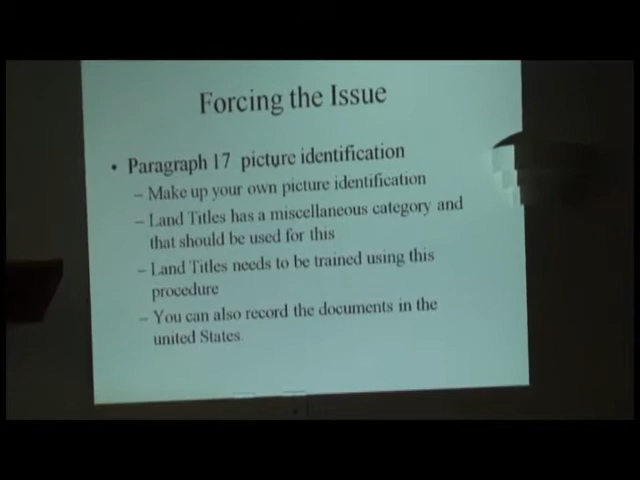 Forcing the Issue
• Paragraph 17 picture identification
– Make up your own picture identification
– Land Titles has a miscellaneous category and
that should be used for this
– Land Titles needs to be trained using this
procedure
– You can also record the documents in the
united States.